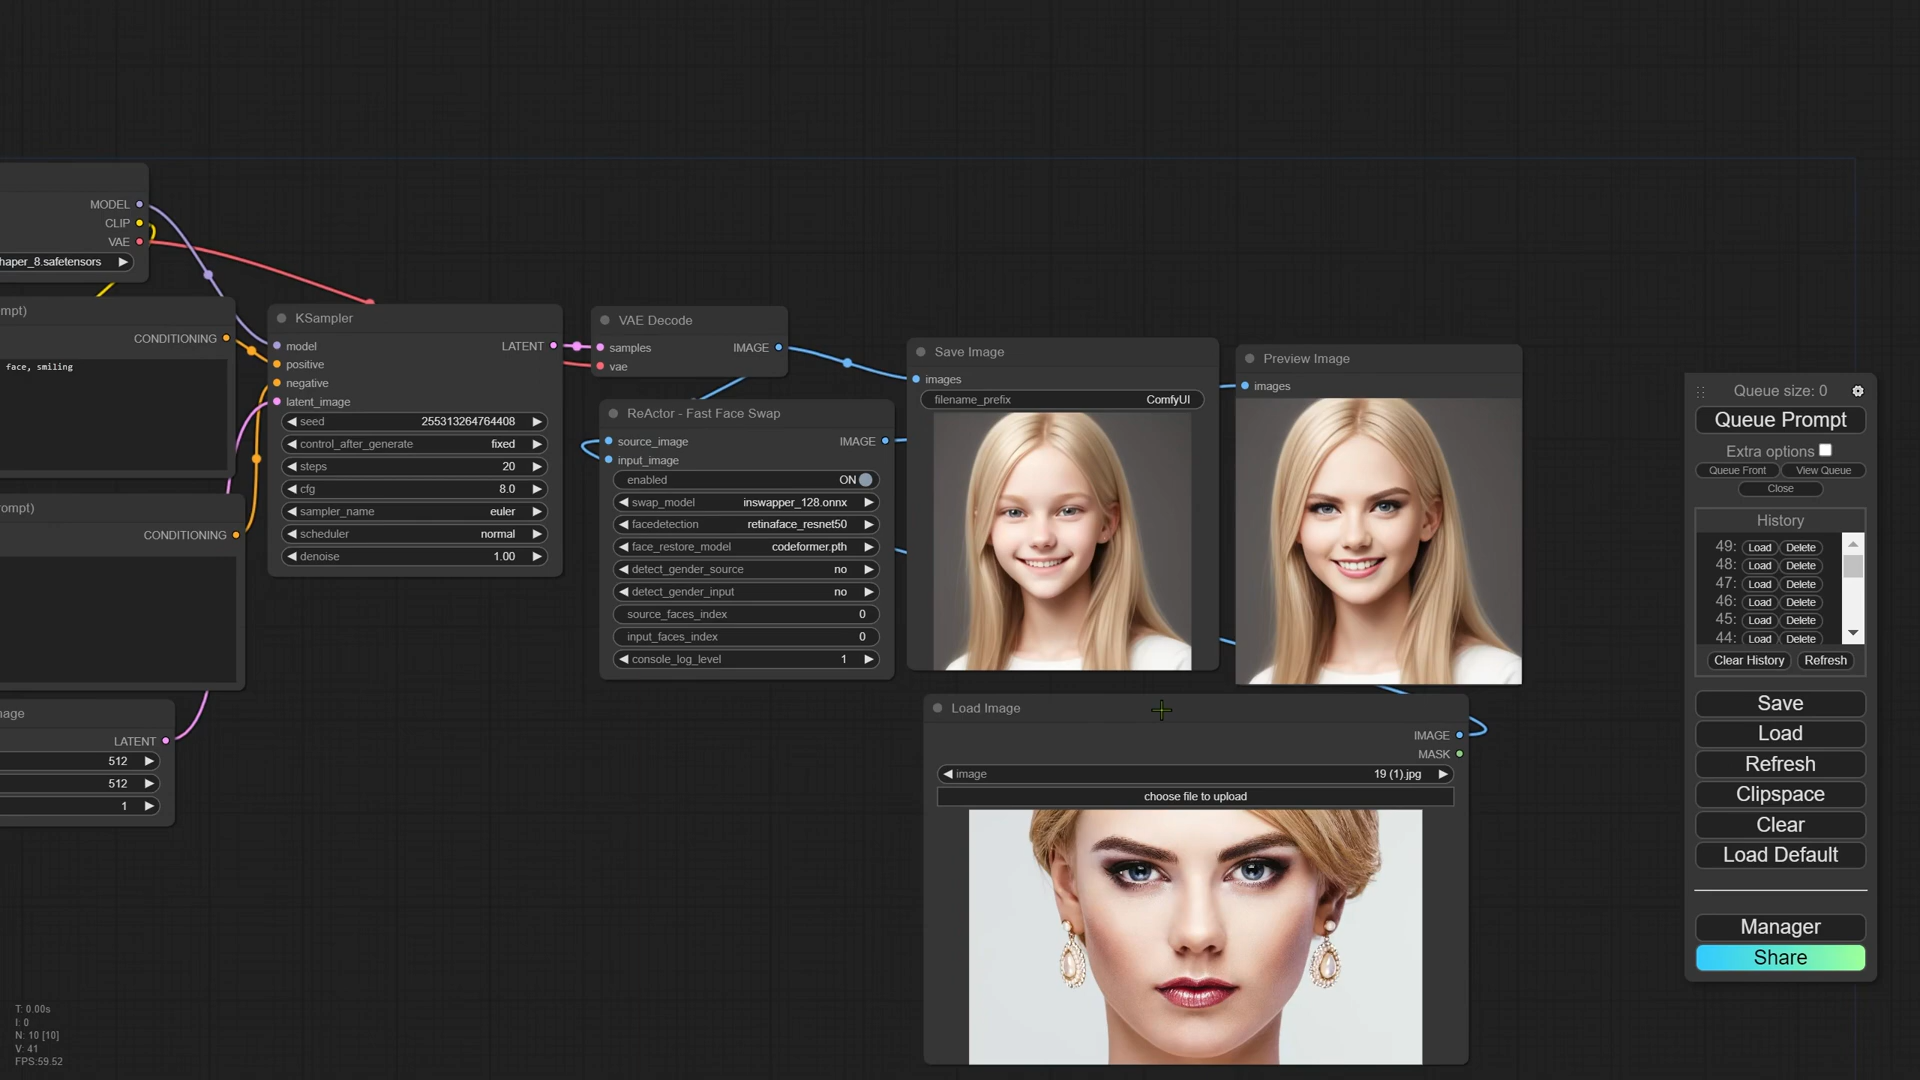 MODEL
CLIP
VAE
haper_8.safetensors
mpt)
CONDITIONING
face, smiling
ompt)
CONDITIONING
nage
LATENT
512
512
1
KSampler
model
LATENT
positive
negative
latent_image
seed 255313264764408
control_after_generate fixed
steps 20
cfg 8.0
sampler_name euler
scheduler normal
denoise 1.00
VAE Decode
samples IMAGE
vae
ReActor - Fast Face Swap
source_image IMAGE
input_image
enabled ON
swap_model inswapper_128.onnx
facedetection retinaface_resnet50
face_restore_model codeformer.pth
detect_gender_source no
detect_gender_input no
source_faces_index 0
input_faces_index 0
console_log_level 1
Save Image
images
filename_prefix ComfyUI
Preview Image
images
Load Image
IMAGE
MASK
image 19 (1).jpg
choose file to upload
Queue size: 0
Queue Prompt
Extra options
Queue Front View Queue
Close
History
49: Load Delete
48: Load Delete
47: Load Delete
46: Load Delete
45: Load Delete
44: Load Delete
Clear History Refresh
Save
Load
Refresh
Clipspace
Clear
Load Default
Manager
Share
T: 0.00s
I: 0
N: 10 [10]
V: 41
FPS:59.52